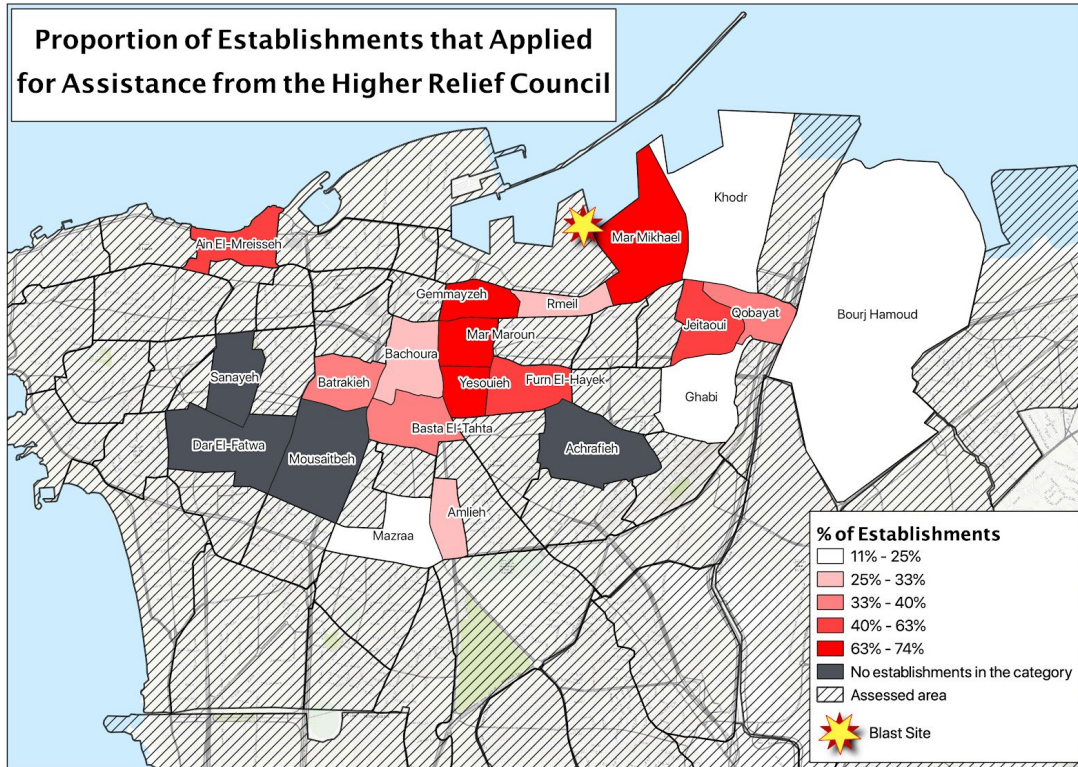 Proportion of Establishments that Applied
for Assistance from the Higher Relief Council
Khodr
Ain El-Mreisseh
Mar Mikhael
Gemmayzeh
Rmeil
Qobayat
Bourj Hamoud
Jeitaoui
Mar Maroun
Bachoura
Sanayeh
Batrakieh
Yesouieh
Furn El-Hayek
Ghabi
Basta El-Tahta
Dar El-Fatwa
Mousaitbeh
Achrafieh
Amlieh
Mazraa
% of Establishments
11% - 25%
25% - 33%
33% - 40%
40% - 63%
63% - 74%
No establishments in the category
Assessed area
Blast Site